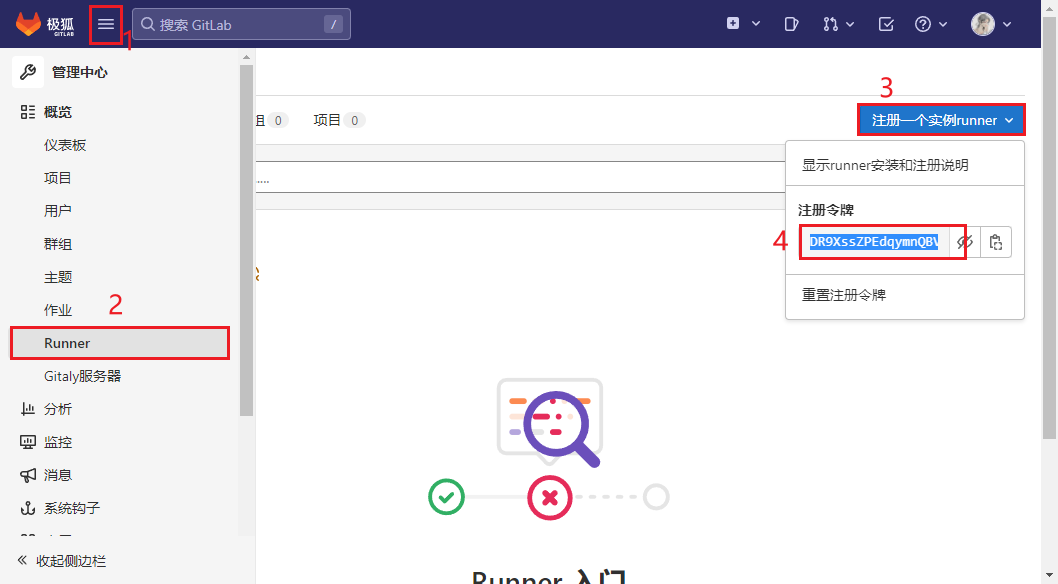 极狐
GITLAB
1
搜索 GitLab
/
管理中心
概览
仪表板
项目
用户
群组
主题
作业
2
Runner
Gitaly服务器
分析
监控
消息
系统钩子
收起侧边栏
组 0 项目 0
3
注册一个实例runner
显示runner安装和注册说明
注册令牌
4
DR9XssZPEdqymnQB
重置注册令牌
.....
Runner 入门